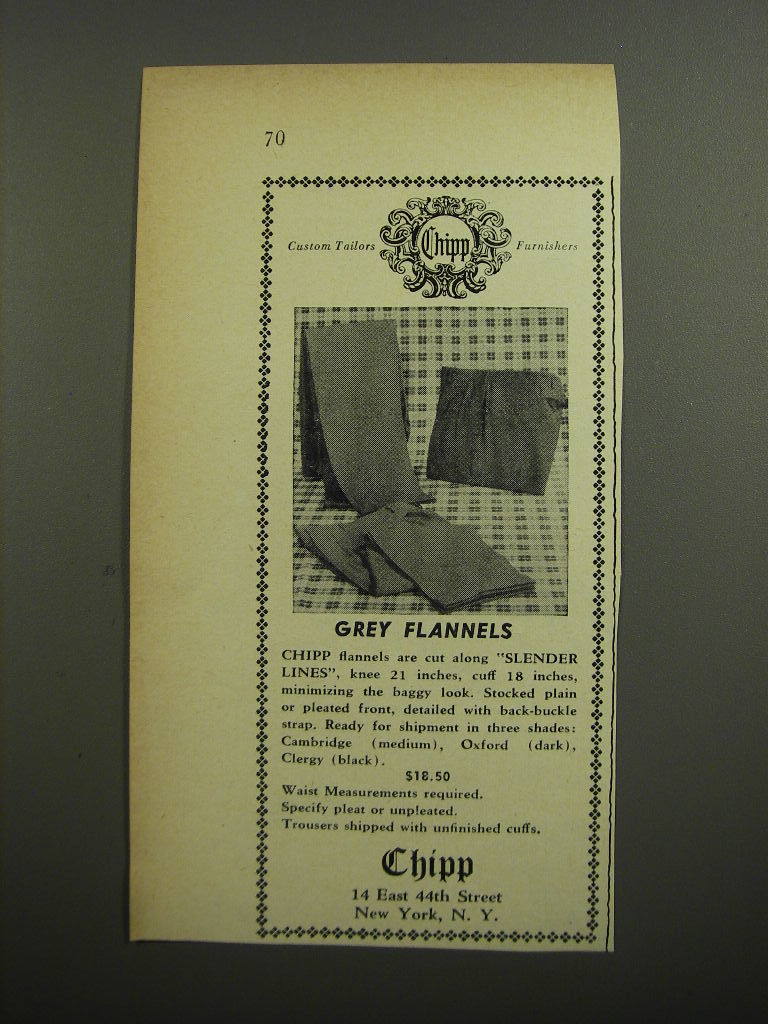 70
Custom Tailors Chipp Furnishers
GREY FLANNELS
CHIPP flannels are cut along "SLENDER
LINES", knee 21 inches, cuff 18 inches,
minimizing the baggy look. Stocked plain
or pleated front, detailed with back-buckle
strap. Ready for shipment in three shades:
Cambridge (medium), Oxford (dark),
Clergy (black).
$18.50
Waist Measurements required.
Specify pleat or unpleated.
Trousers shipped with unfinished cuffs.
Chipp
14 East 44th Street
New York, N. Y.